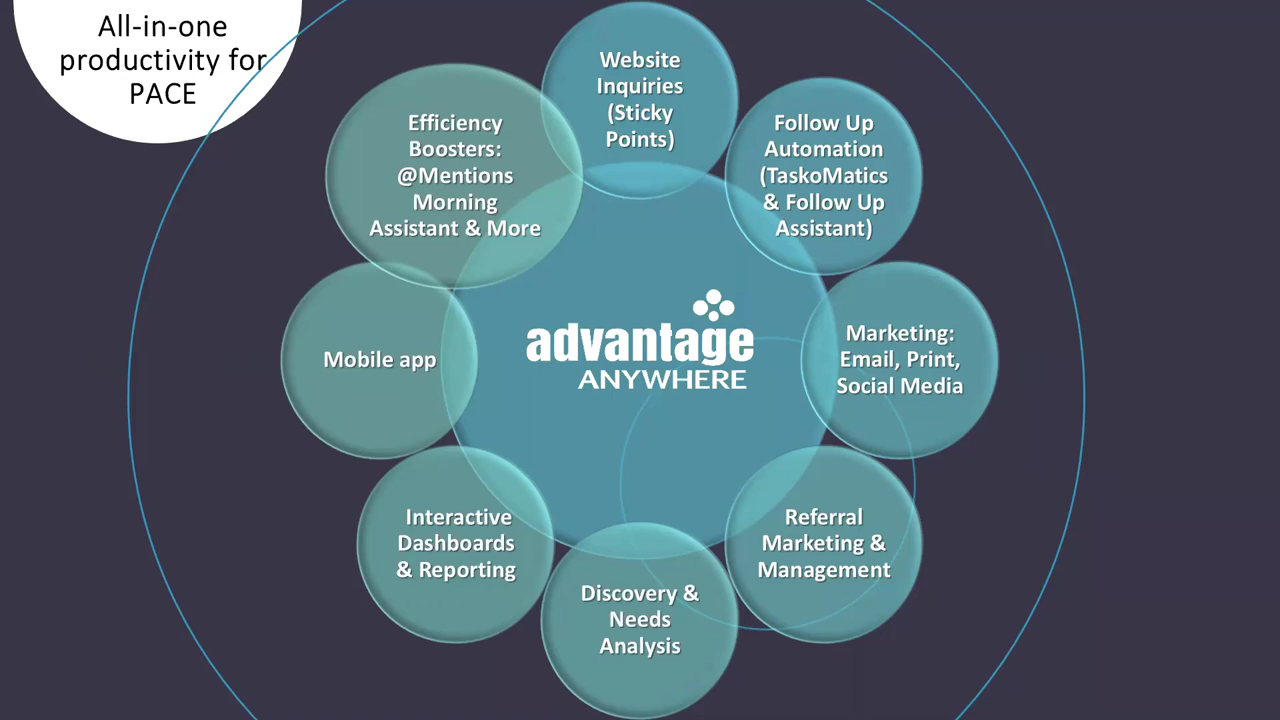 All-in-one
productivity for
PACE
Website
Inquiries
(Sticky
Points)
Follow Up
Automation
(TaskoMatics
& Follow Up
Assistant)
Marketing:
Email, Print,
Social Media
Referral
Marketing &
Management
Discovery &
Needs
Analysis
Interactive
Dashboards
& Reporting
Mobile app
Efficiency
Boosters:
@Mentions
Morning
Assistant & More
advantage
ANYWHERE